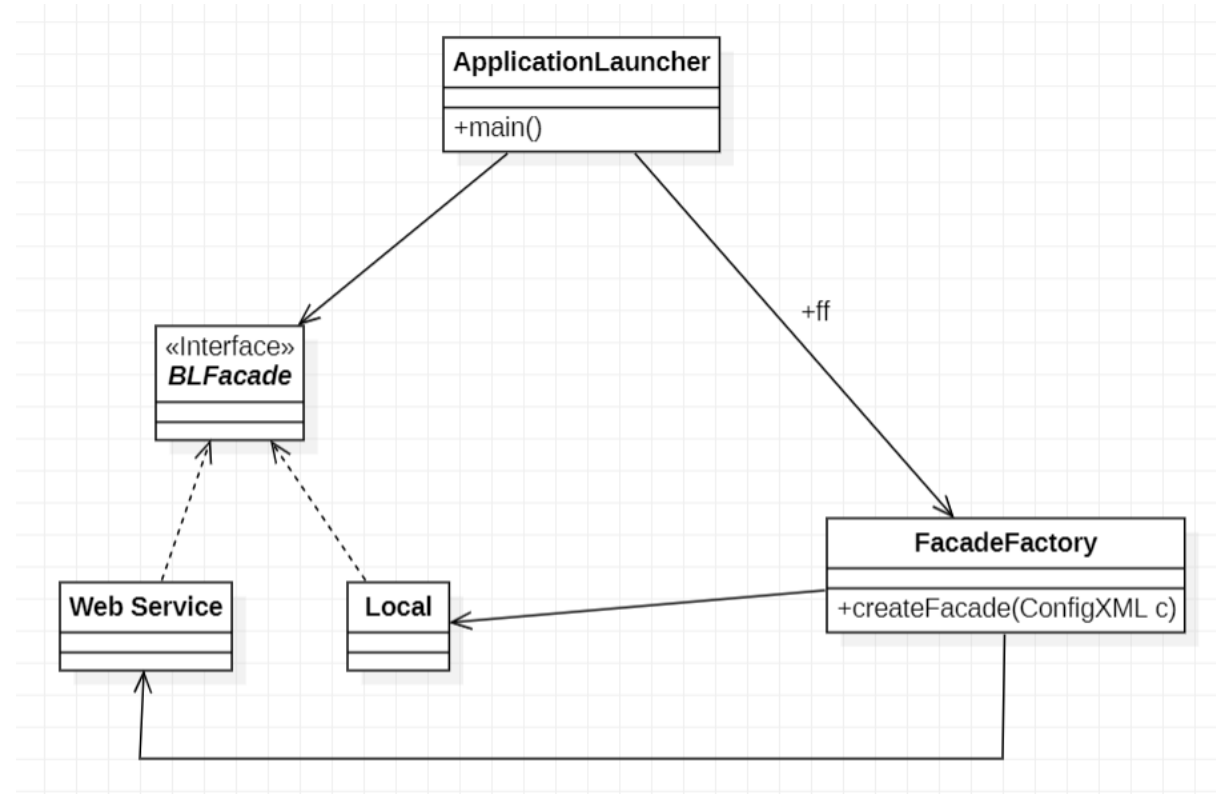 ApplicationLauncher
+main()
+ff
«Interface»
BLFacade
FacadeFactory
+createFacade(ConfigXML c)
Web Service
Local